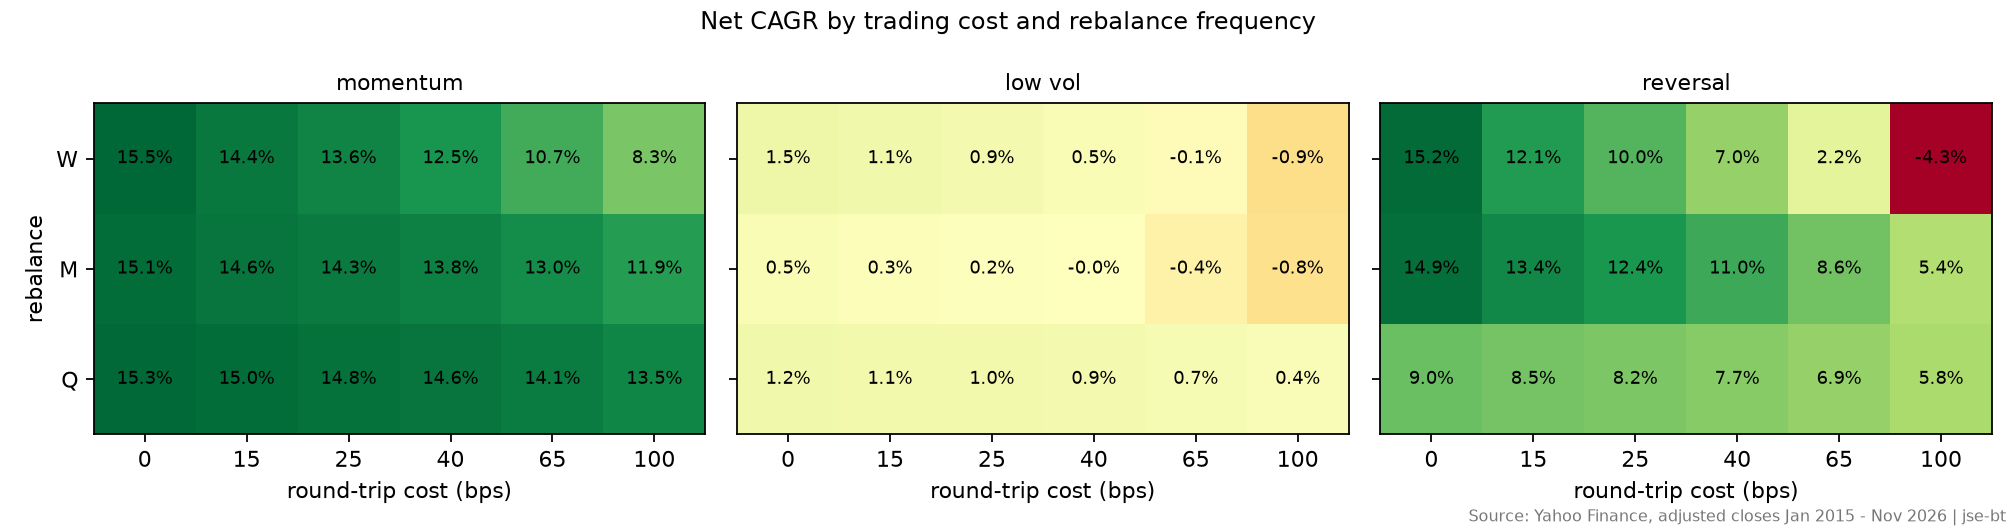 Net CAGR by trading cost and rebalance frequency
momentum
low vol
reversal
rebalance
W
15.5% 14.4% 13.6% 12.5% 10.7% 8.3%
1.5% 1.1% 0.9% 0.5% -0.1% -0.9%
15.2% 12.1% 10.0% 7.0% 2.2% -4.3%
M
15.1% 14.6% 14.3% 13.8% 13.0% 11.9%
0.5% 0.3% 0.2% -0.0% -0.4% -0.8%
14.9% 13.4% 12.4% 11.0% 8.6% 5.4%
Q
15.3% 15.0% 14.8% 14.6% 14.1% 13.5%
1.2% 1.1% 1.0% 0.9% 0.7% 0.4%
9.0% 8.5% 8.2% 7.7% 6.9% 5.8%
0 15 25 40 65 100
0 15 25 40 65 100
0 15 25 40 65 100
round-trip cost (bps)
round-trip cost (bps)
round-trip cost (bps)
Source: Yahoo Finance, adjusted closes Jan 2015 - Nov 2026 | jse-bt